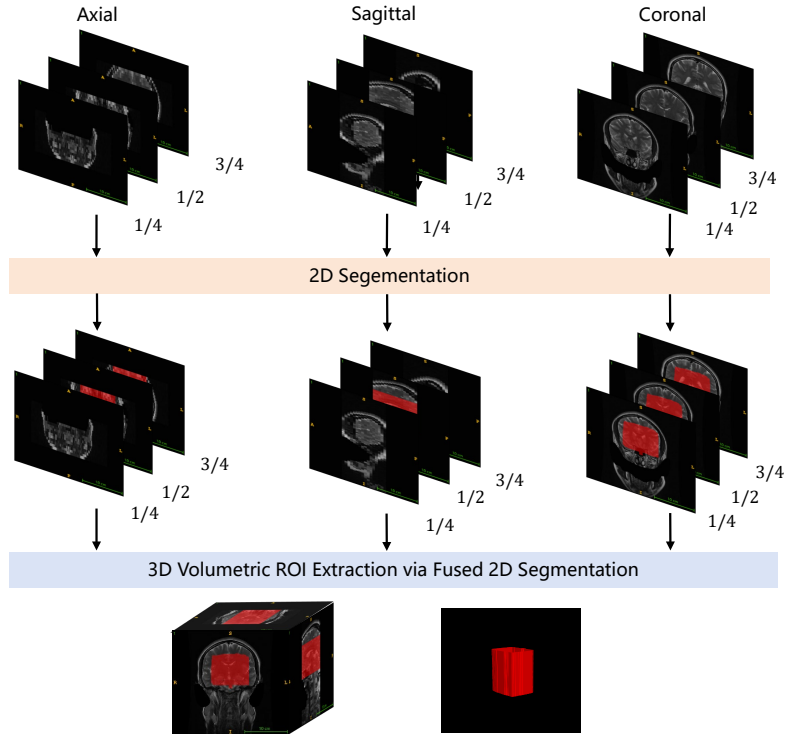 Axial Sagittal Coronal
3/4 3/4 3/4
1/2 1/2 1/2
1/4 1/4 1/4
2D Segementation
3/4 3/4 3/4
1/2 1/2 1/2
1/4 1/4 1/4
3D Volumetric ROI Extraction via Fused 2D Segmentation